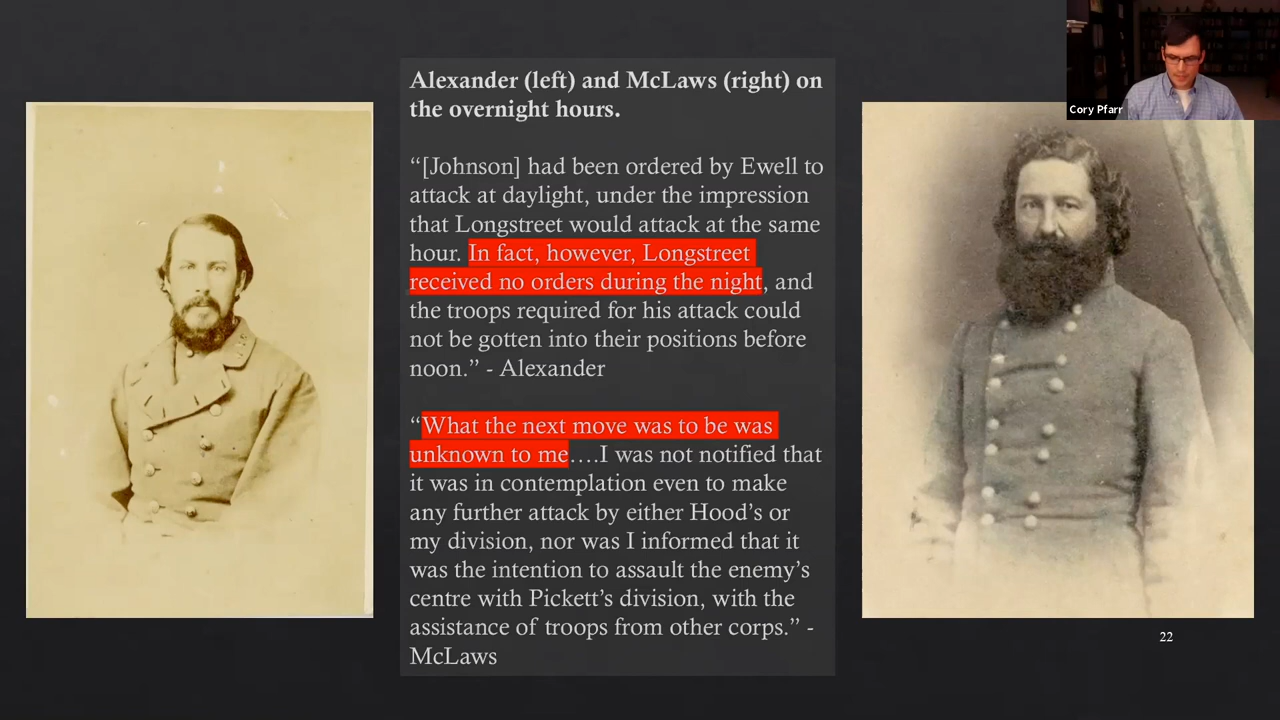 Alexander (left) and McLaws (right) on
the overnight hours.
“[Johnson] had been ordered by Ewell to
attack at daylight, under the impression
that Longstreet would attack at the same
hour. In fact, however, Longstreet
received no orders during the night, and
the troops required for his attack could
not be gotten into their positions before
noon.” - Alexander
“What the next move was to be was
unknown to me….I was not notified that
it was in contemplation even to make
any further attack by either Hood’s or
my division, nor was I informed that it
was the intention to assault the enemy’s
centre with Pickett’s division, with the
assistance of troops from other corps.” -
McLaws
Cory Pfarr
22